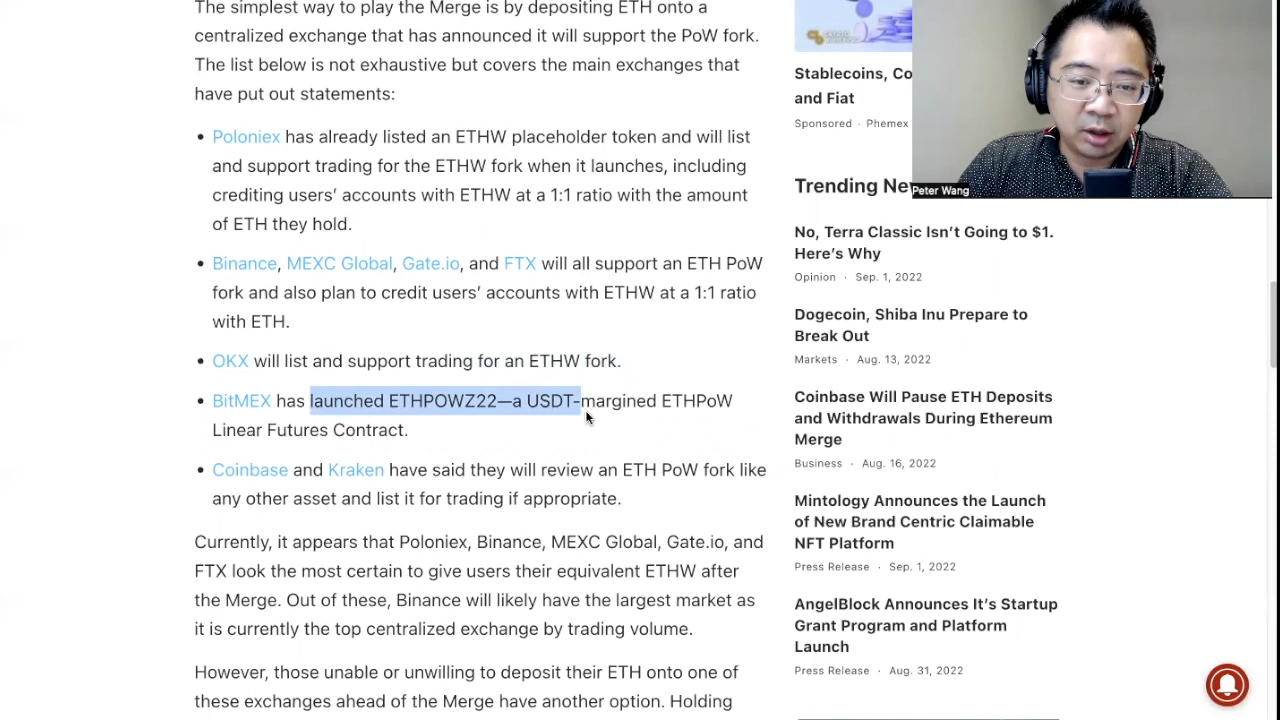 The simplest way to play the Merge is by depositing ETH onto a
centralized exchange that has announced it will support the PoW fork.
The list below is not exhaustive but covers the main exchanges that
have put out statements:
• Poloniex has already listed an ETHW placeholder token and will list
and support trading for the ETHW fork when it launches, including
crediting users’ accounts with ETHW at a 1:1 ratio with the amount
of ETH they hold.
• Binance, MEXC Global, Gate.io, and FTX will all support an ETH PoW
fork and also plan to credit users’ accounts with ETHW at a 1:1 ratio
with ETH.
• OKX will list and support trading for an ETHW fork.
• BitMEX has launched ETHPOWZ22—a USDT-margined ETHPoW
Linear Futures Contract.
• Coinbase and Kraken have said they will review an ETH PoW fork like
any other asset and list it for trading if appropriate.
Currently, it appears that Poloniex, Binance, MEXC Global, Gate.io, and
FTX look the most certain to give users their equivalent ETHW after
the Merge. Out of these, Binance will likely have the largest market as
it is currently the top centralized exchange by trading volume.
However, those unable or unwilling to deposit their ETH onto one of
these exchanges ahead of the Merge have another option. Holding
Stablecoins, Co
and Fiat
Sponsored · Phemex
Peter Wang
Trending Ne
No, Terra Classic Isn’t Going to $1.
Here’s Why
Opinion · Sep. 1, 2022
Dogecoin, Shiba Inu Prepare to
Break Out
Markets · Aug. 13, 2022
Coinbase Will Pause ETH Deposits
and Withdrawals During Ethereum
Merge
Business · Aug. 16, 2022
Mintology Announces the Launch
of New Brand Centric Claimable
NFT Platform
Press Release · Sep. 1, 2022
AngelBlock Announces It’s Startup
Grant Program and Platform
Launch
Press Release · Aug. 31, 2022